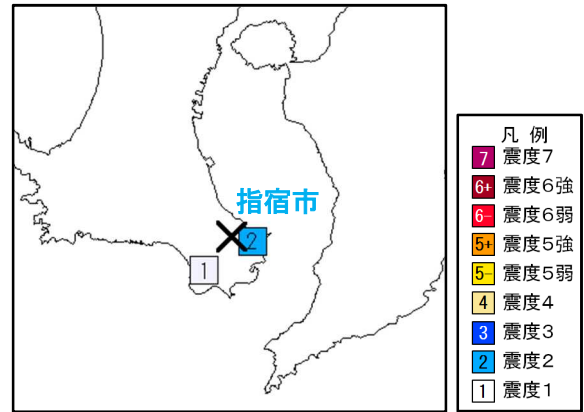 指宿市
2
1
凡 例
7 震度7
6+ 震度6強
6- 震度6弱
5+ 震度5強
5- 震度5弱
4 震度4
3 震度3
2 震度2
1 震度1